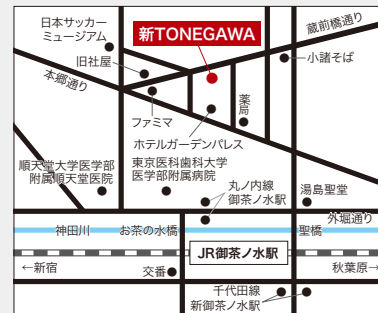 日本サッカー
ミュージアム
新TONEGAWA
蔵前橋通り
旧社屋
小諸そば
本郷通り
ファミマ
薬局
ホテルガーデンパレス
順天堂大学医学部
附属順天堂医院
東京医科歯科大学
医学部附属病院
丸ノ内線
御茶ノ水駅
湯島聖堂
外堀通り
神田川
お茶の水橋
聖橋
JR御茶ノ水駅
←新宿
秋葉原→
交番
千代田線
新御茶ノ水駅